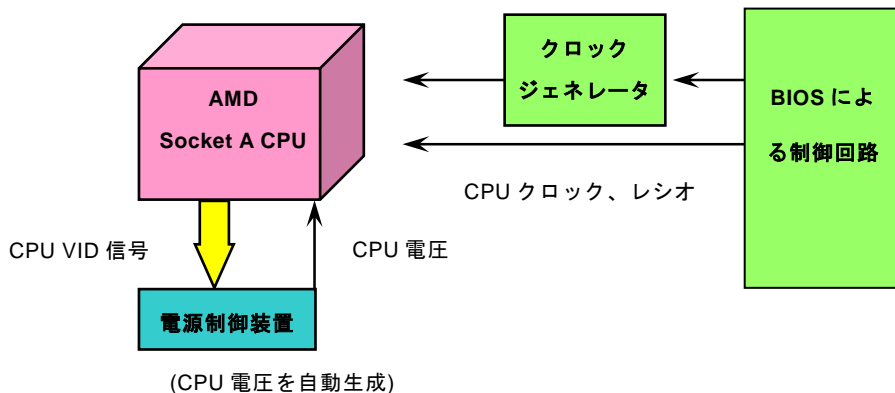 AMD
Socket A CPU
クロック
ジェネレータ
BIOS によ
る制御回路
CPU クロック、レシオ
CPU VID 信号
CPU 電圧
電源制御装置
(CPU 電圧を自動生成)